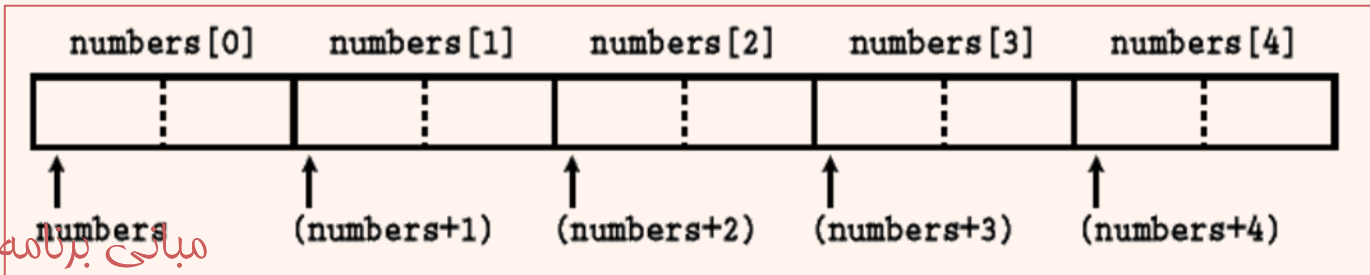 numbers[0] numbers[1] numbers[2] numbers[3] numbers[4]
numbers (numbers+1) (numbers+2) (numbers+3) (numbers+4)
مبانی برنامه